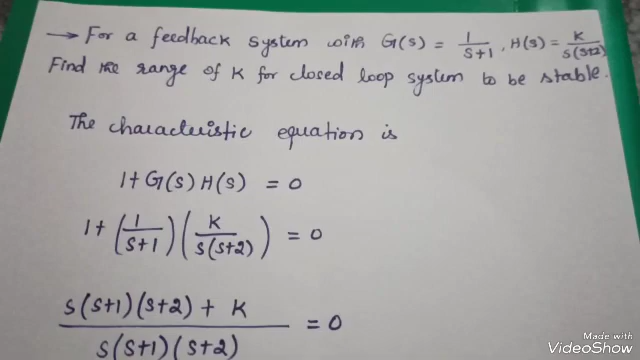 → For a feedback system with G(s) = 1/(s+1), H(s) = K/(s(s+2))
Find the range of K for closed loop system to be stable.
The characteristic equation is
1 + G(s) H(s) = 0
1 + (1/(s+1)) (K/(s(s+2))) = 0
(s(s+1)(s+2) + K)/(s(s+1)(s+2)) = 0
Made with
VideoShow